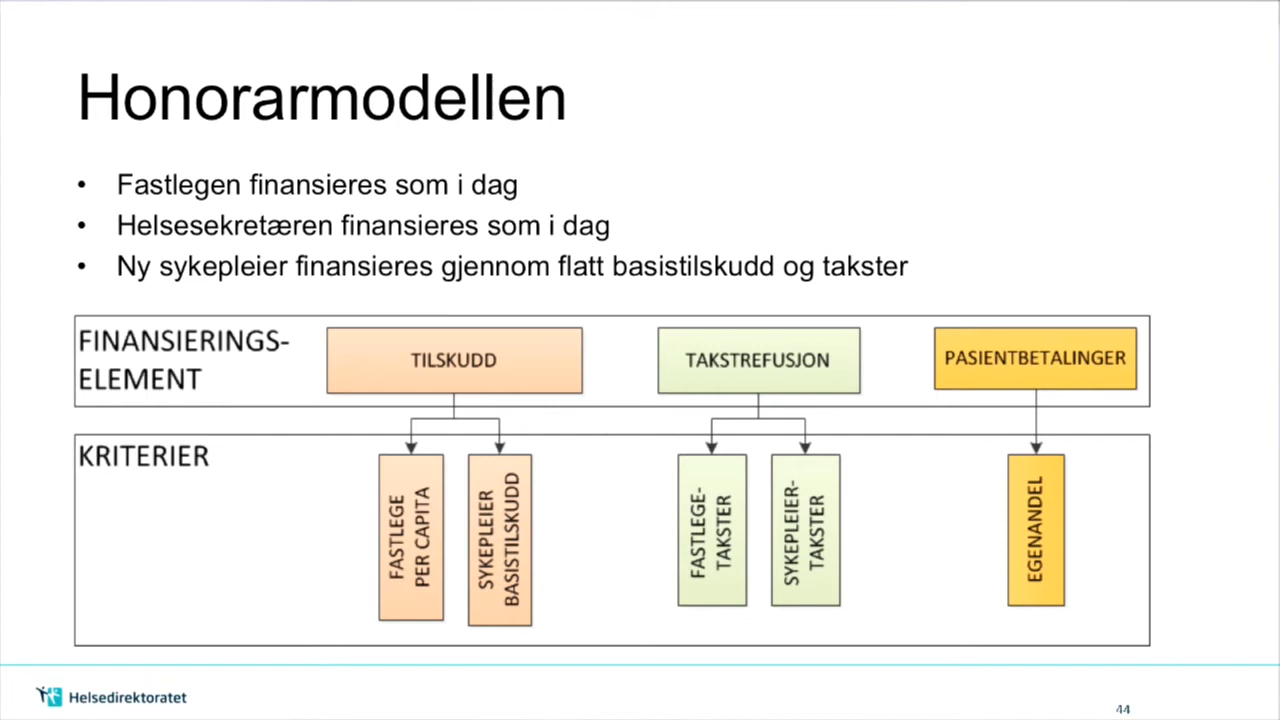 Honorarmodellen
• Fastlegen finansieres som i dag
• Helsesekretæren finansieres som i dag
• Ny sykepleier finansieres gjennom flatt basistilskudd og takster
FINANSIERINGS-
ELEMENT
TILSKUDD
TAKSTREFUSJON
PASIENTBETALINGER
KRITERIER
FASTLEGE
PER CAPITA
SYKEPLEIER
BASISTILSKUDD
FASTLEGE-
TAKSTER
SYKEPLEIER-
TAKSTER
EGENANDEL
Helsedirektoratet
44